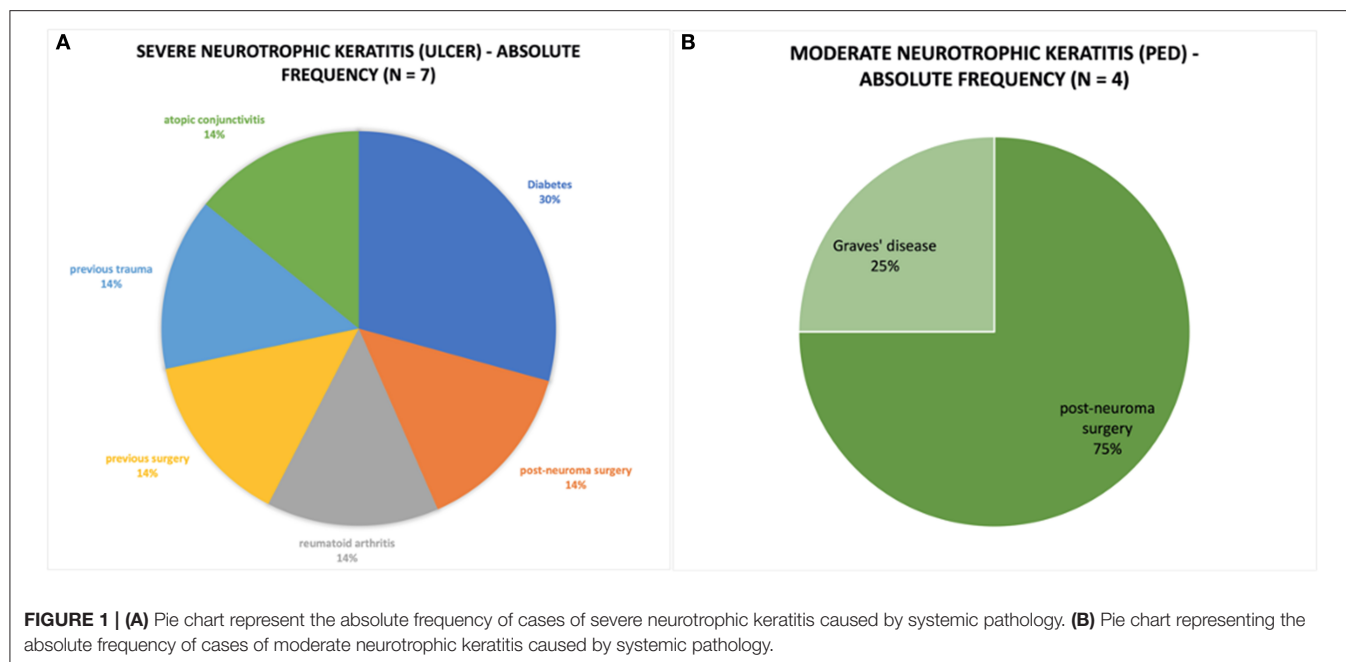 A
SEVERE NEUROTROPHIC KERATITIS (ULCER) - ABSOLUTE
FREQUENCY (N = 7)
atopic conjunctivitis
14%
Diabetes
30%
previous trauma
14%
previous surgery
14%
post-neuroma surgery
14%
reumatoid arthritis
14%
B
MODERATE NEUROTROPHIC KERATITIS (PED) -
ABSOLUTE FREQUENCY (N = 4)
Graves' disease
25%
post-neuroma
surgery
75%
FIGURE 1 | (A) Pie chart represent the absolute frequency of cases of severe neurotrophic keratitis caused by systemic pathology. (B) Pie chart representing the
absolute frequency of cases of moderate neurotrophic keratitis caused by systemic pathology.